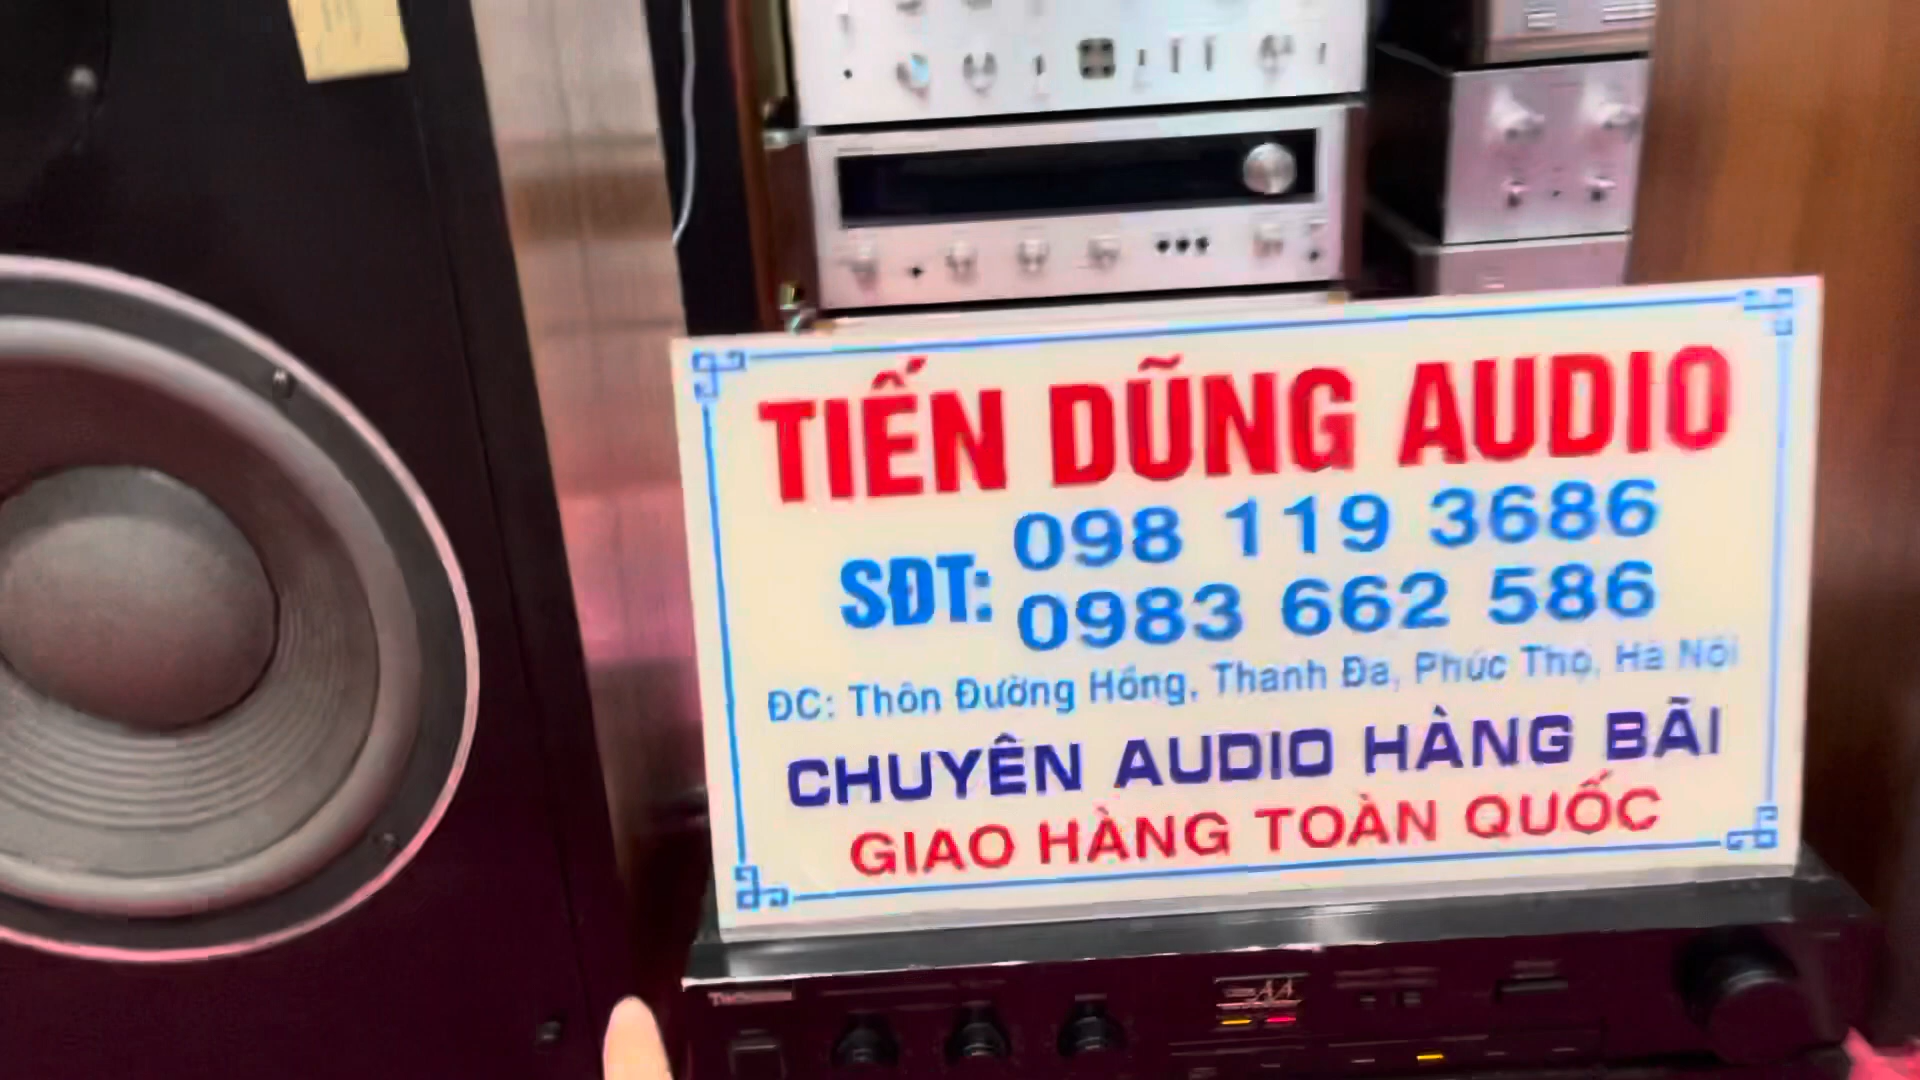 TIẾN DŨNG AUDIO
SĐT: 098 119 3686
0983 662 586
ĐC: Thôn Đường Hồng, Thanh Đa, Phúc Thọ, Hà Nội
CHUYÊN AUDIO HÀNG BÃI
GIAO HÀNG TOÀN QUỐC
Technics
AA